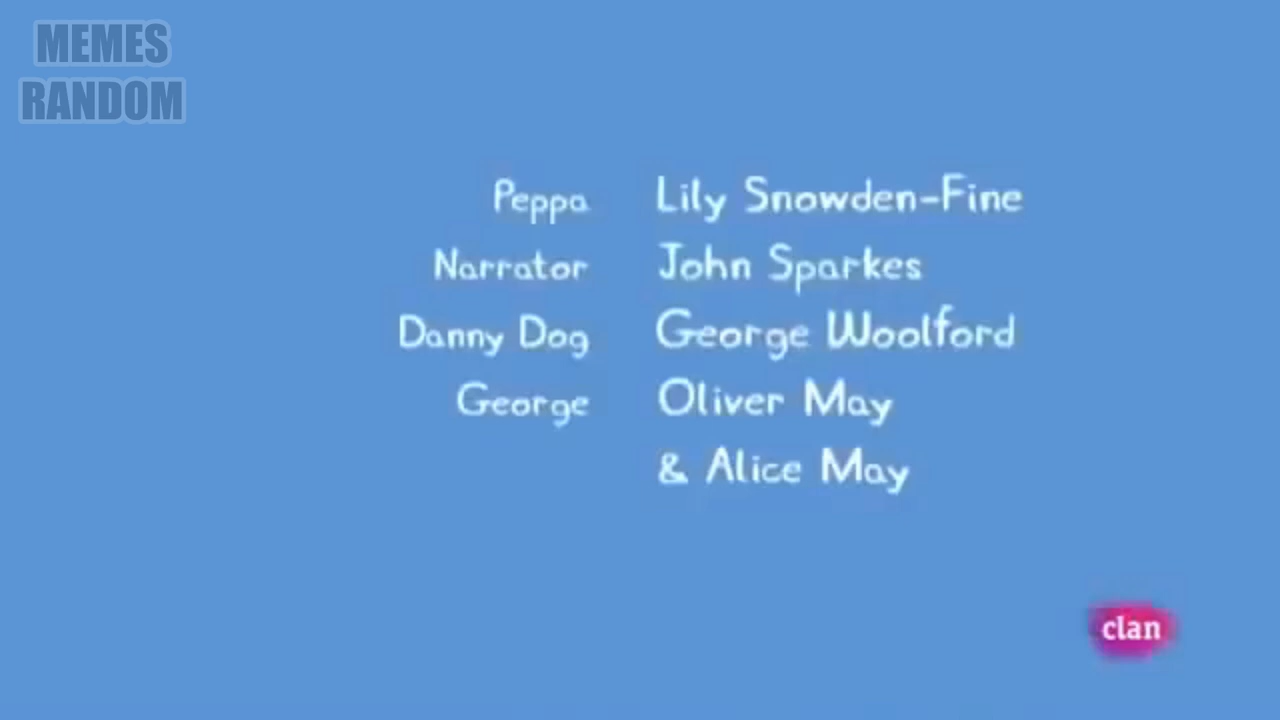 MEMES
RANDOM
Peppa Lily Snowden-Fine
Narrator John Sparkes
Danny Dog George Woolford
George Oliver May
& Alice May
clan